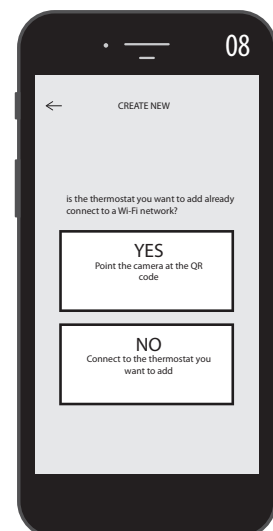 08
CREATE NEW
is the thermostat you want to add already
connect to a Wi-Fi network?
YES
Point the camera at the QR
code
NO
Connect to the thermostat you
want to add